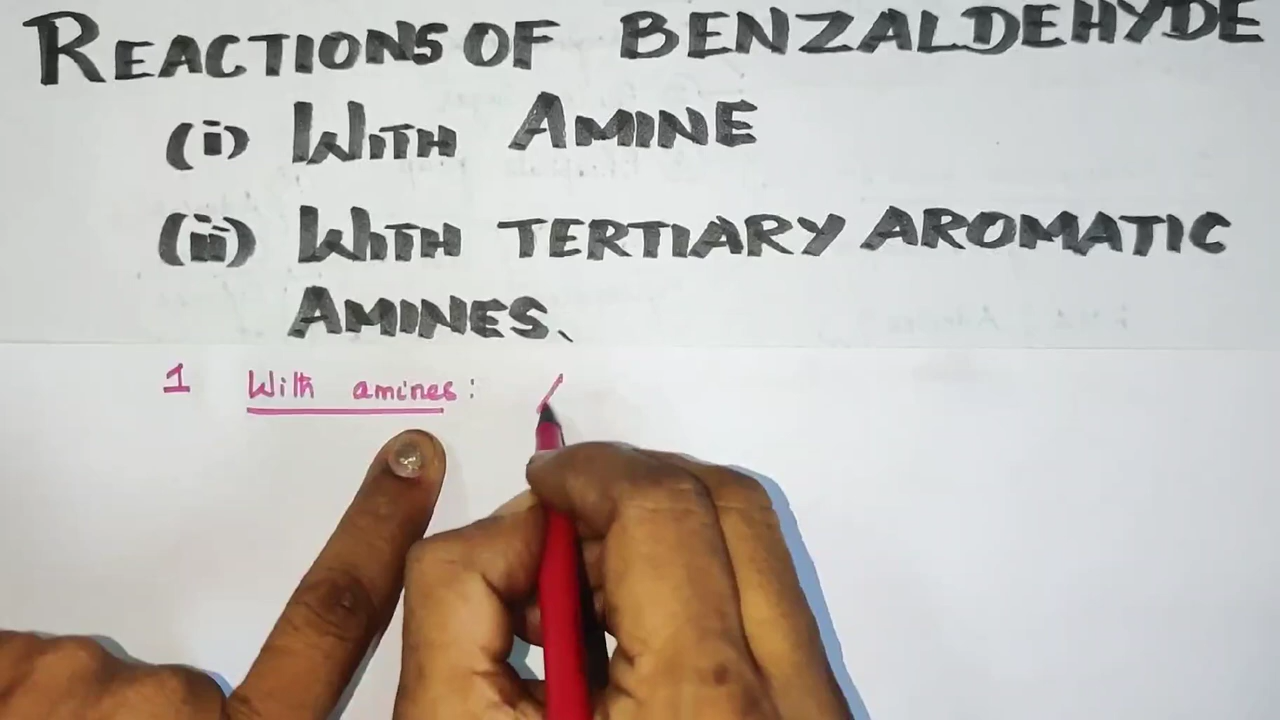 REACTIONS OF BENZALDEHYDE
(i) WITH AMINE
(ii) WITH TERTIARY AROMATIC
AMINES.
1 With amines: